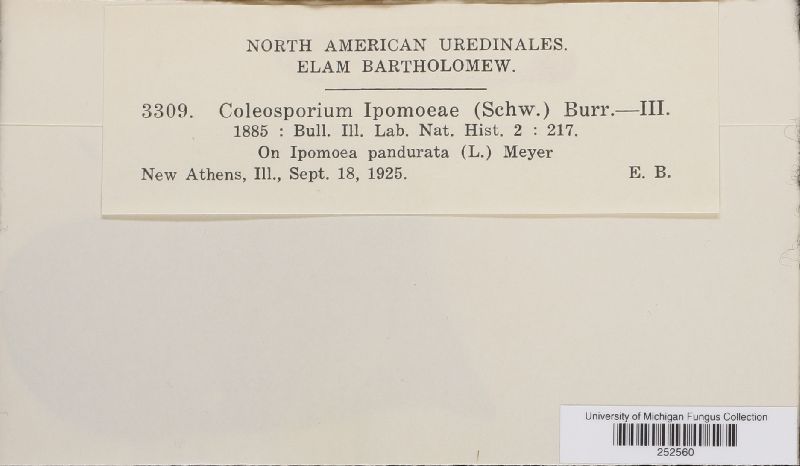 NORTH AMERICAN UREDINALES.
ELAM BARTHOLOMEW.
3309. Coleosporium Ipomoeae (Schw.) Burr.—III.
1885 : Bull. Ill. Lab. Nat. Hist. 2 : 217.
On Ipomoea pandurata (L.) Meyer
New Athens, Ill., Sept. 18, 1925. E. B.
University of Michigan Fungus Collection
252560